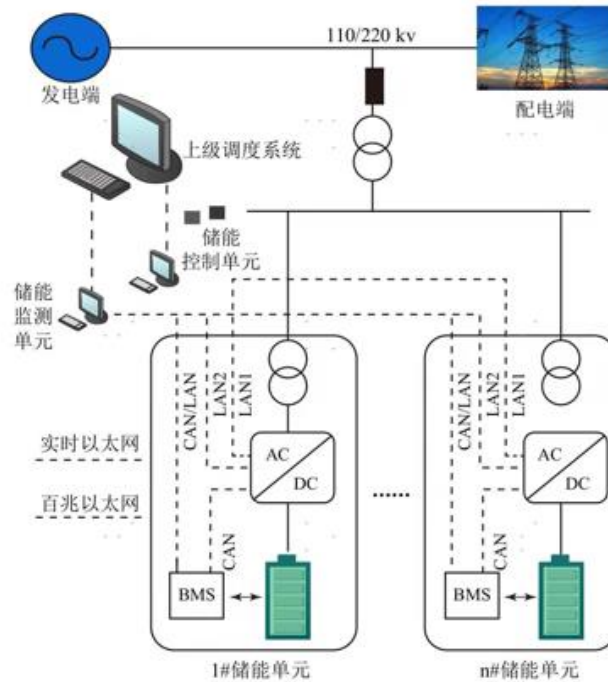 110/220 kv
发电端
配电端
上级调度系统
储能
控制单元
储能
监测
单元
CAN/LAN
LAN2
LAN1
CAN/LAN
LAN2
LAN1
实时以太网
AC
DC
AC
DC
百兆以太网
CAN
CAN
BMS
BMS
1#储能单元
n#储能单元